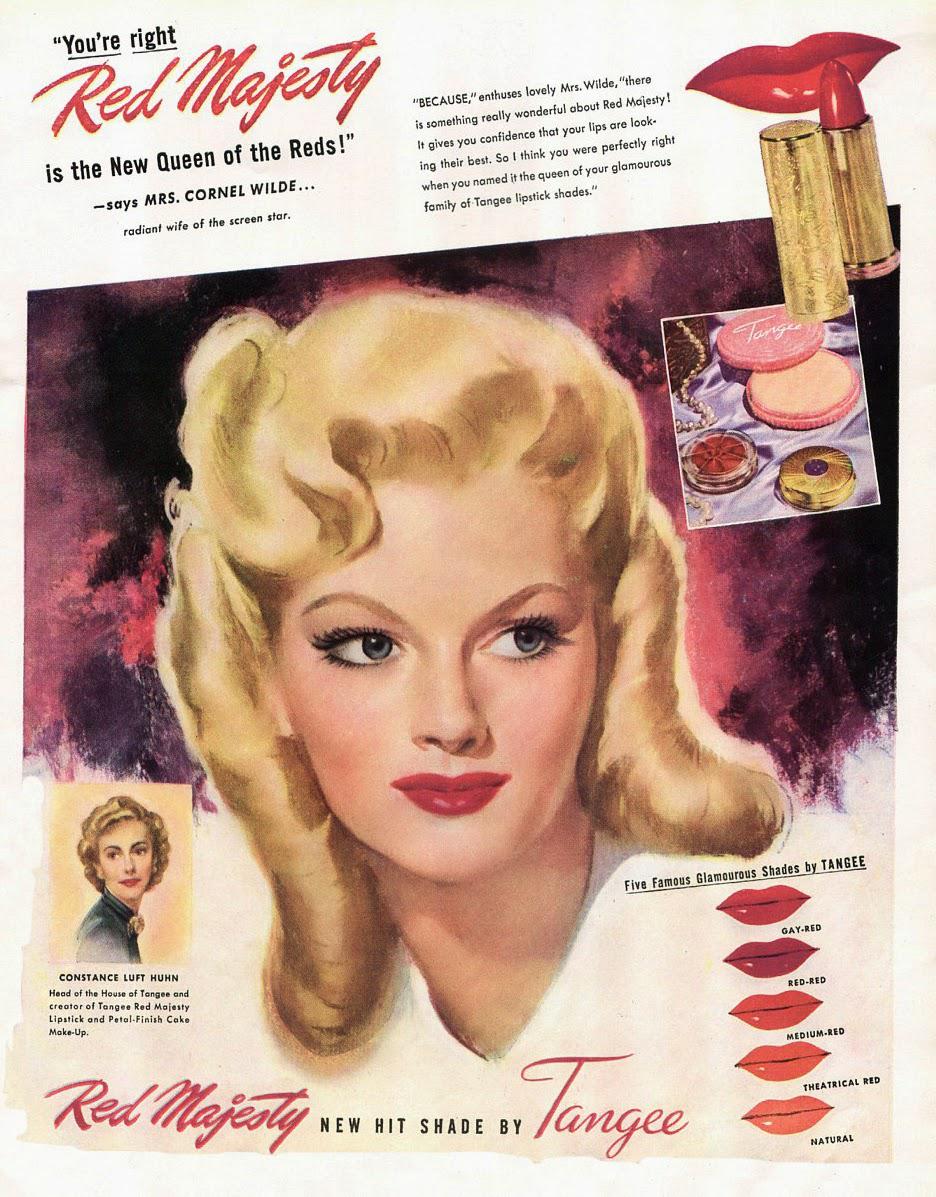 "You're right
Red Majesty
is the New Queen of the Reds!"
—says MRS. CORNEL WILDE...
radiant wife of the screen star.
"BECAUSE," enthuses lovely Mrs. Wilde, "there
is something really wonderful about Red Majesty!
It gives you confidence that your lips are look-
ing their best. So I think you were perfectly right
when you named it the queen of your glamourous
family of Tangee lipstick shades."
Tangee
CONSTANCE LUFT HUHN
Head of the House of Tangee and
creator of Tangee Red Majesty
Lipstick and Petal-Finish Cake
Make-Up.
Five Famous Glamourous Shades by TANGEE
GAY-RED
RED-RED
MEDIUM-RED
THEATRICAL RED
NATURAL
Red Majesty NEW HIT SHADE BY Tangee